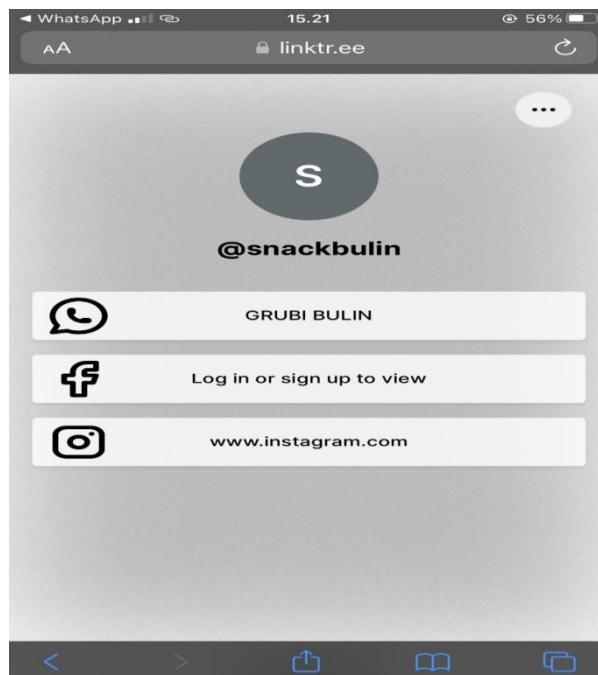 WhatsApp
15.21
56%
AA
linktr.ee
S
@snackbulin
GRUBI BULIN
Log in or sign up to view
www.instagram.com